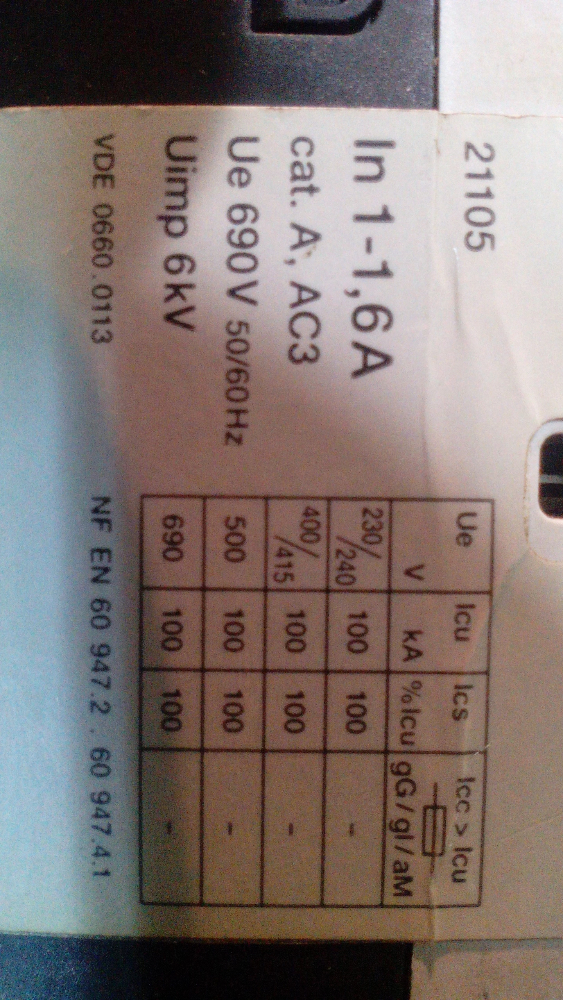 21105
In 1-1,6A
cat. A, AC3
Ue 690V 50/60Hz
Uimp 6kV
VDE 0660.0113
Ue Icu Ics Icc > Icu
V kA %Icu gG/gI/aM
230/240 100 100 -
400/415 100 100 -
500 100 100 -
690 100 100 -
NF EN 60 947.2 . 60 947.4.1